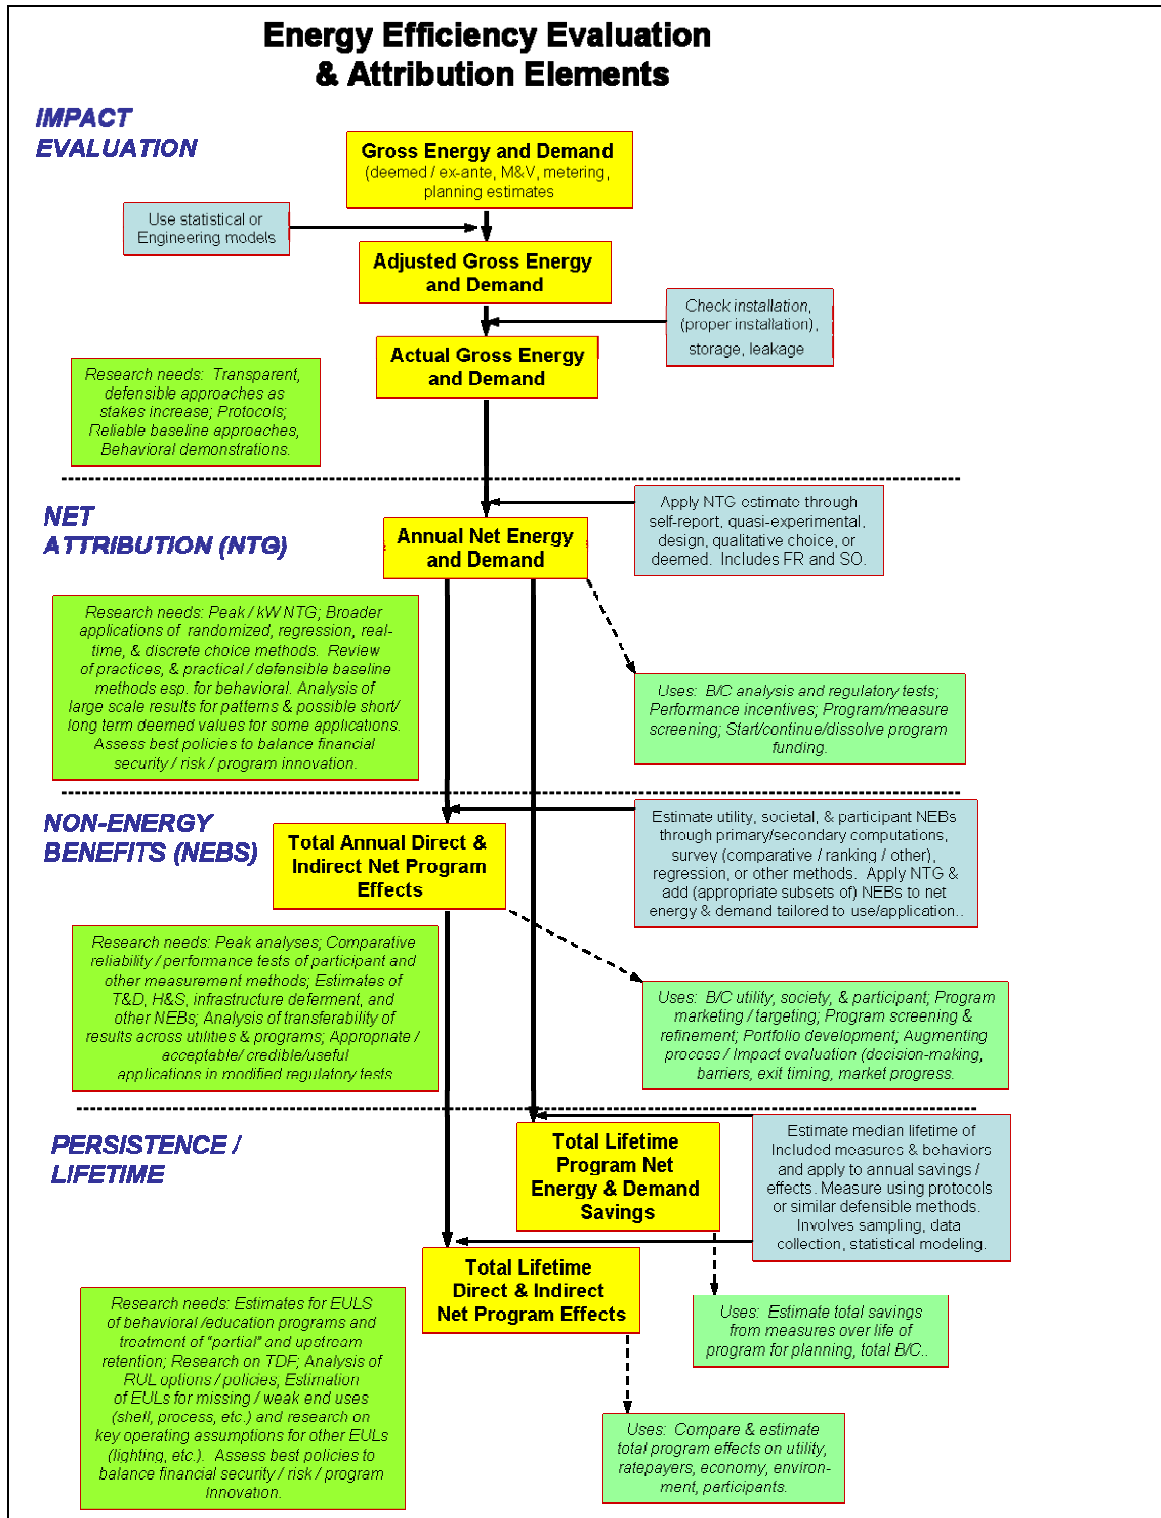 Energy Efficiency Evaluation
& Attribution Elements
IMPACT
EVALUATION
Gross Energy and Demand
(deemed / ex-ante, M&V, metering,
planning estimates
Use statistical or
Engineering models
Adjusted Gross Energy
and Demand
Check installation,
(proper installation),
storage, leakage
Actual Gross Energy
and Demand
Research needs: Transparent,
defensible approaches as
stakes increase; Protocols;
Reliable baseline approaches,
Behavioral demonstrations.
NET
ATTRIBUTION (NTG)
Apply NTG estimate through
self-report, quasi-experimental,
design, qualitative choice, or
deemed. Includes FR and SO.
Annual Net Energy
and Demand
Research needs: Peak / kW NTG; Broader
applications of randomized, regression, real-
time, & discrete choice methods. Review
of practices, & practical / defensible baseline
methods esp. for behavioral. Analysis of
large scale results for patterns & possible short/
long term deemed values for some applications.
Assess best policies to balance financial
security / risk / program innovation.
Uses: B/C analysis and regulatory tests;
Performance incentives; Program/measure
screening; Start/continue/dissolve program
funding.
NON-ENERGY
BENEFITS (NEBS)
Total Annual Direct &
Indirect Net Program
Effects
Estimate utility, societal, & participant NEBs
through primary/secondary computations,
survey (comparative / ranking / other),
regression, or other methods. Apply NTG &
add (appropriate subsets of) NEBs to net
energy & demand tailored to use/application..
Research needs: Peak analyses; Comparative
reliability / performance tests of participant and
other measurement methods; Estimates of
T&D, H&S, infrastructure deferment, and
other NEBs; Analysis of transferability of
results across utilities & programs; Appropriate /
acceptable/ credible/useful
applications in modified regulatory tests
Uses: B/C utility, society, & participant; Program
marketing / targeting; Program screening &
refinement; Portfolio development; Augmenting
process / Impact evaluation (decision-making,
barriers, exit timing, market progress.
PERSISTENCE /
LIFETIME
Total Lifetime
Program Net
Energy & Demand
Savings
Estimate median lifetime of
Included measures & behaviors
and apply to annual savings /
effects. Measure using protocols
or similar defensible methods.
Involves sampling, data
collection, statistical modeling.
Total Lifetime
Direct & Indirect
Net Program Effects
Research needs: Estimates for EULS
of behavioral /education programs and
treatment of "partial" and upstream
retention; Research on TDF; Analysis of
RUL options / policies, Estimation
of EULs for missing / weak end uses
(shell, process, etc.) and research on
key operating assumptions for other EULs
(lighting, etc.). Assess best policies to
balance financial security / risk / program
Innovation.
Uses: Estimate total savings
from measures over life of
program for planning, total B/C..
Uses: Compare & estimate
total program effects on utility,
ratepayers, economy, environ-
ment, participants.